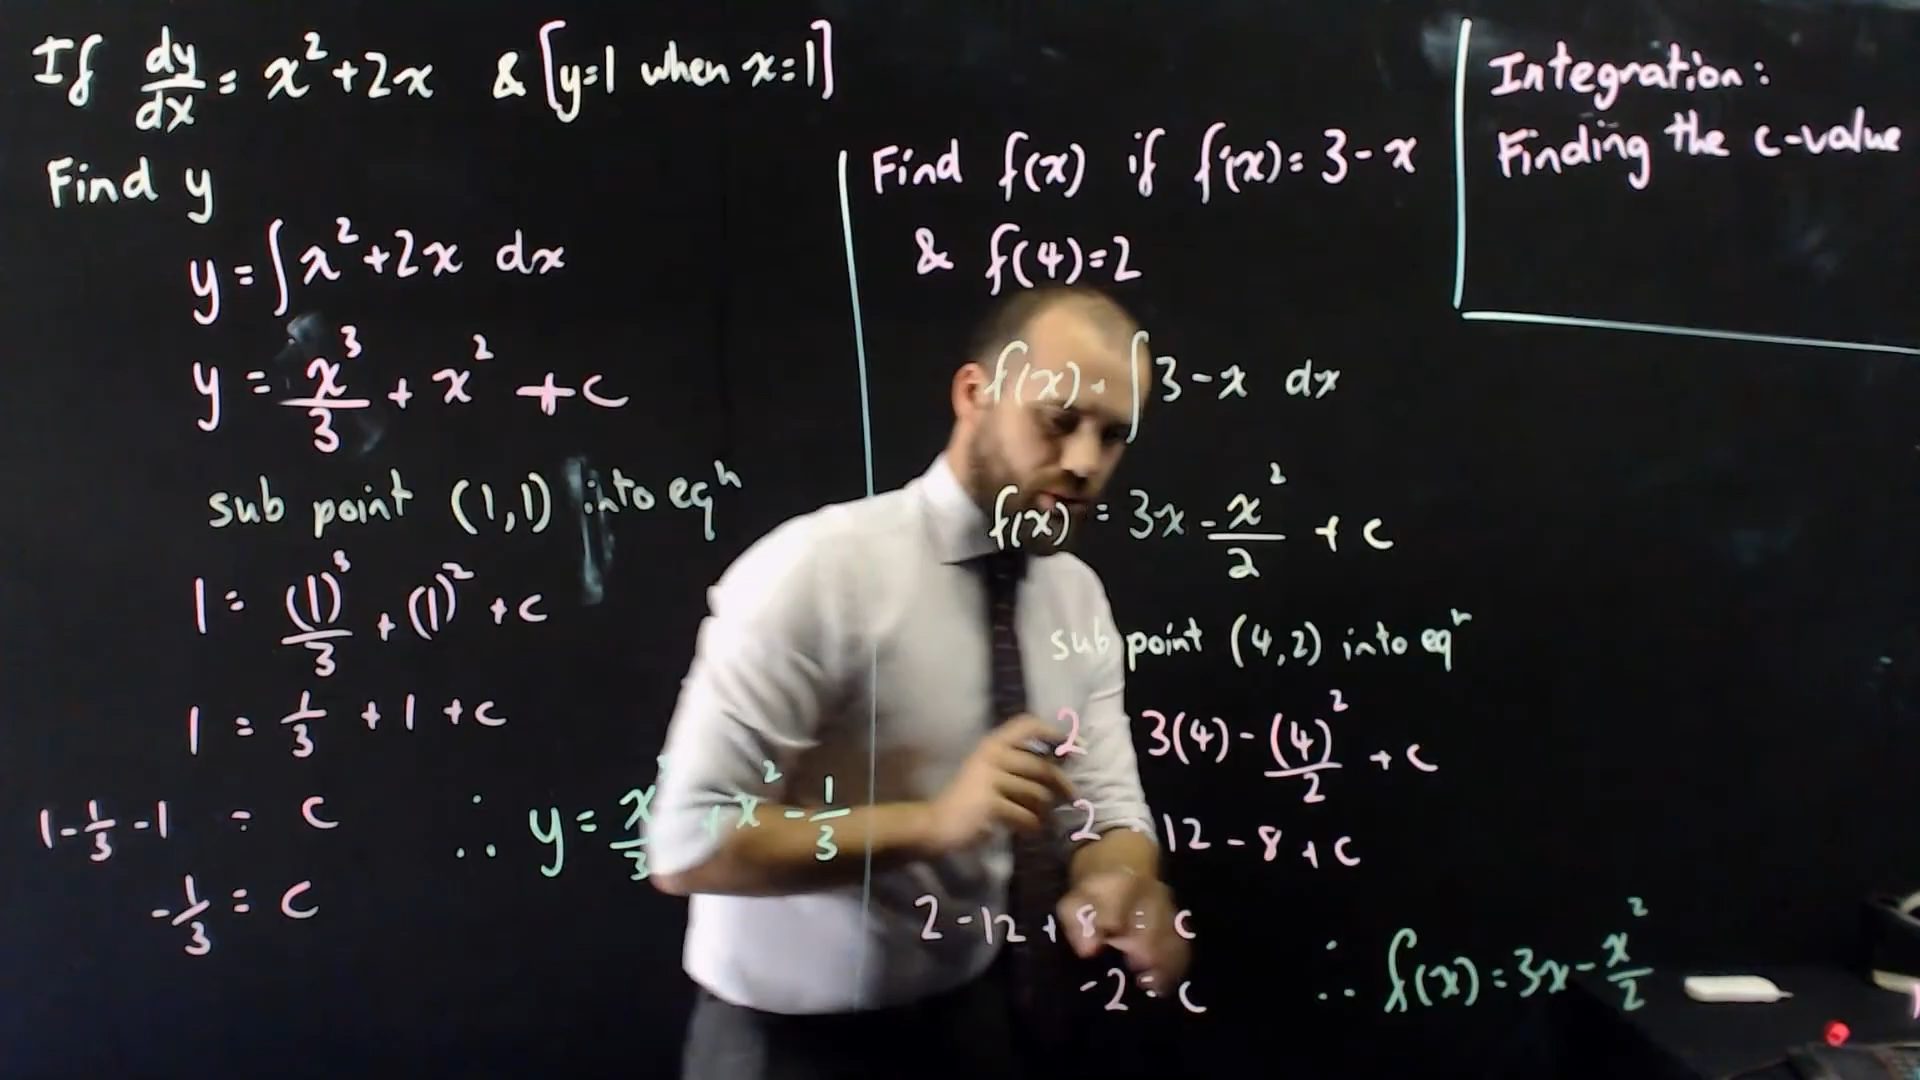 If dy/dx = x² + 2x & [y=1 when x=1]
Find y
y = ∫ x² + 2x dx
y = x³/3 + x² + c
sub point (1,1) into eqⁿ
1 = (1)³/3 + (1)² + c
1 = 1/3 + 1 + c
1 - 1/3 - 1 = c
-1/3 = c
∴ y = x³/3 + x² - 1/3
Find f(x) if f'(x) = 3 - x
& f(4) = 2
f(x) = ∫ 3 - x dx
f(x) = 3x - x²/2 + c
sub point (4,2) into eqⁿ
2 = 3(4) - (4)²/2 + c
2 = 12 - 8 + c
2 - 12 + 8 = c
-2 = c
∴ f(x) = 3x - x²/2
Integration:
Finding the c-value